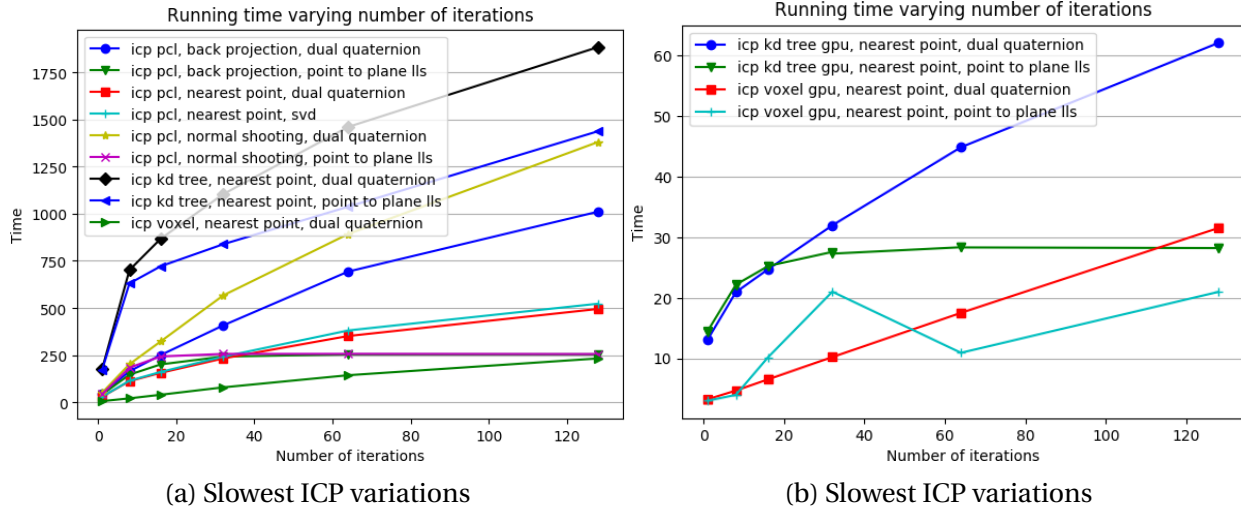 Running time varying number of iterations
icp pcl, back projection, dual quaternion
icp pcl, back projection, point to plane lls
icp pcl, nearest point, dual quaternion
icp pcl, nearest point, svd
icp pcl, normal shooting, dual quaternion
icp pcl, normal shooting, point to plane lls
icp kd tree, nearest point, dual quaternion
icp kd tree, nearest point, point to plane lls
icp voxel, nearest point, dual quaternion
1750
1500
1250
1000
750
500
250
0
Time
0 20 40 60 80 100 120
Number of iterations
(a) Slowest ICP variations
Running time varying number of iterations
icp kd tree gpu, nearest point, dual quaternion
icp kd tree gpu, nearest point, point to plane lls
icp voxel gpu, nearest point, dual quaternion
icp voxel gpu, nearest point, point to plane lls
60
50
40
30
20
10
Time
0 20 40 60 80 100 120
Number of iterations
(b) Slowest ICP variations